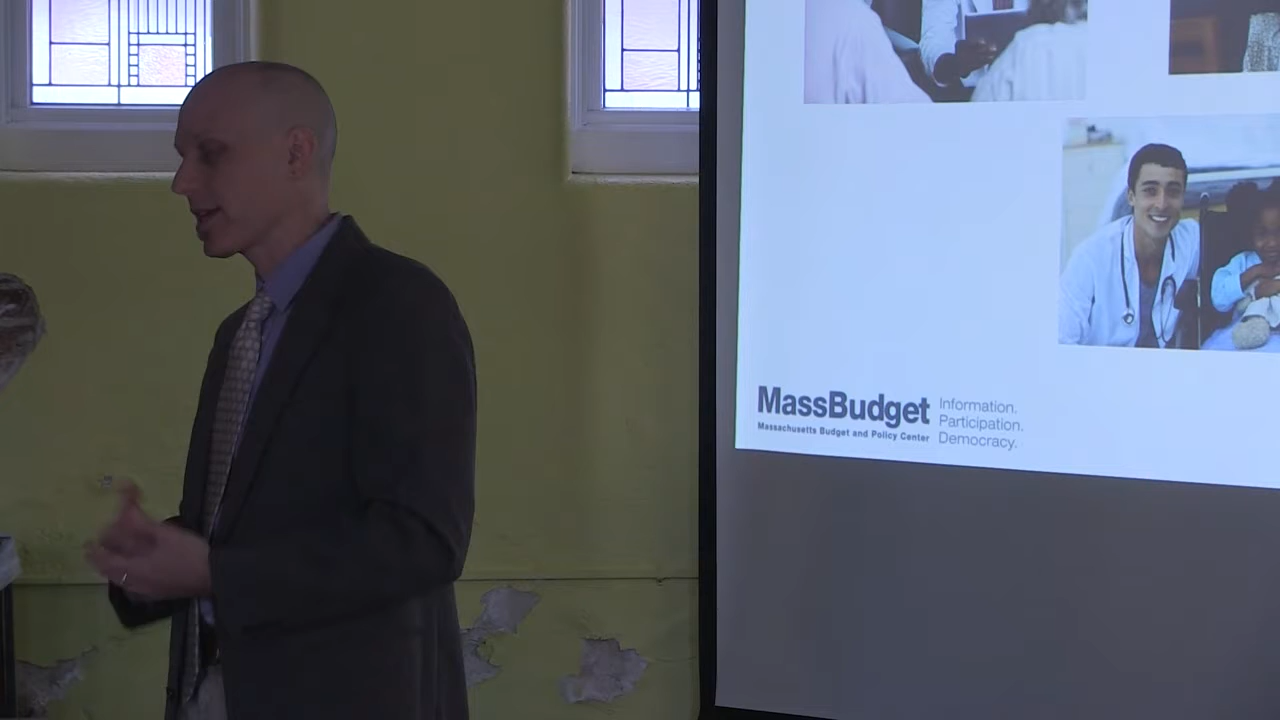 MassBudget
Massachusetts Budget and Policy Center
Information.
Participation.
Democracy.